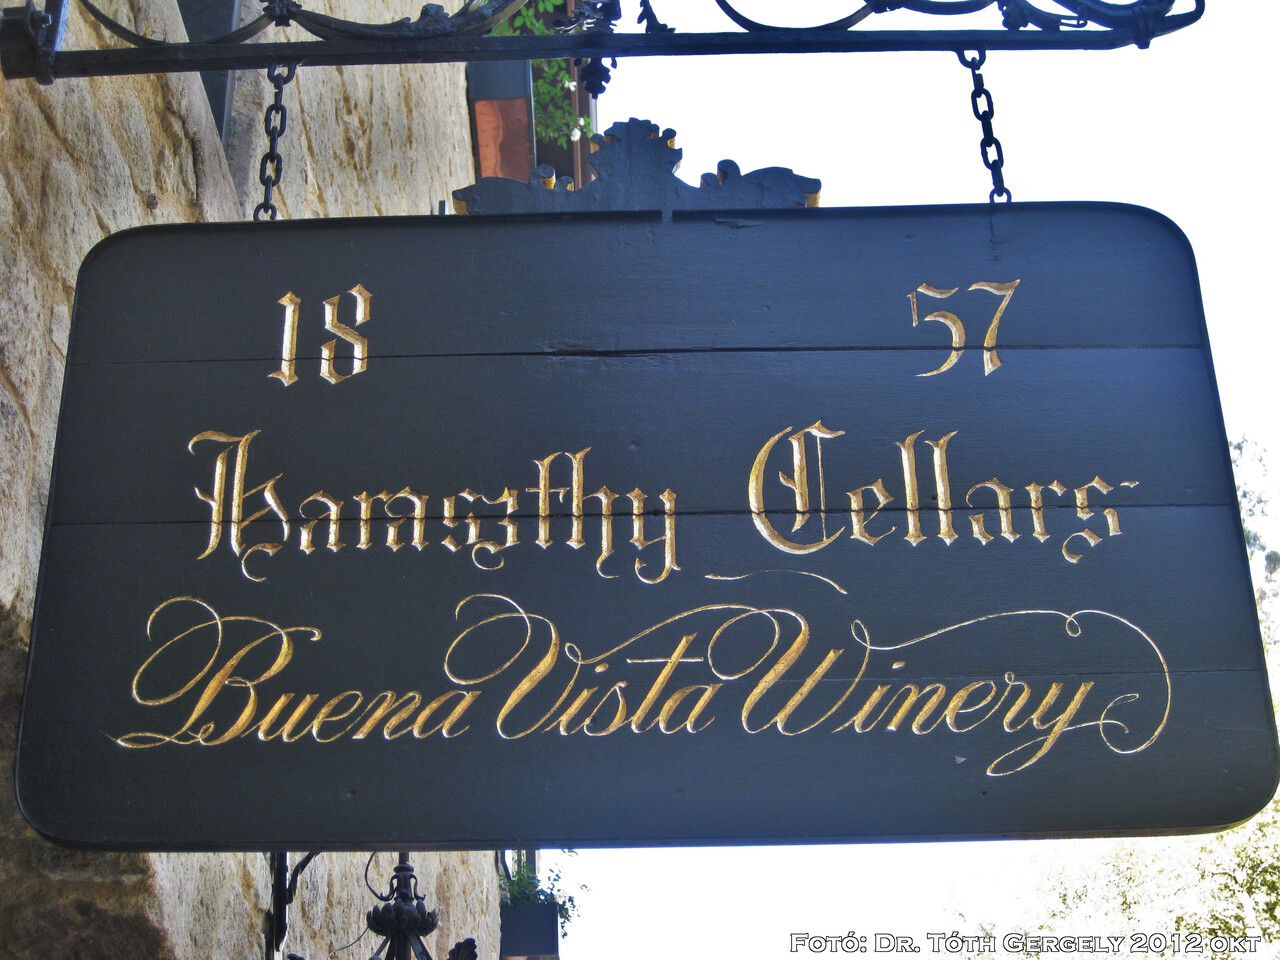 18 57
Haraszthy Cellars
Buena Vista Winery
Fotó: Dr. Tóth Gergely 2012 okt